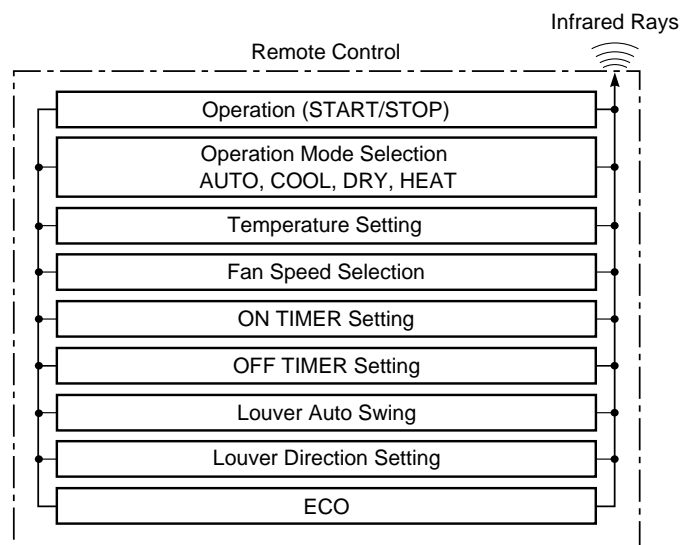 Infrared Rays
Remote Control
Operation (START/STOP)
Operation Mode Selection
AUTO, COOL, DRY, HEAT
Temperature Setting
Fan Speed Selection
ON TIMER Setting
OFF TIMER Setting
Louver Auto Swing
Louver Direction Setting
ECO